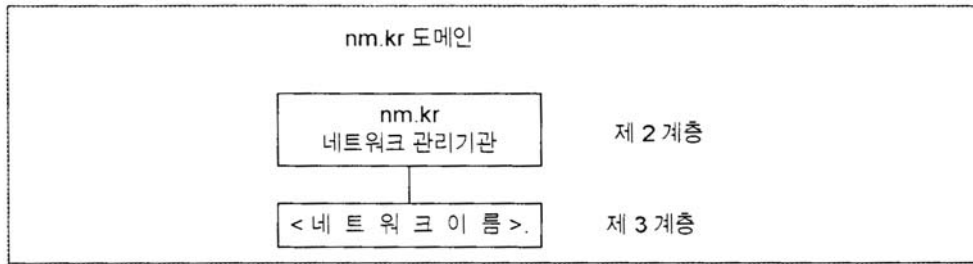 nm.kr 도메인
nm.kr
네트워크 관리기관
제 2 계층
<네 트 워 크 이 름>.
제 3 계층